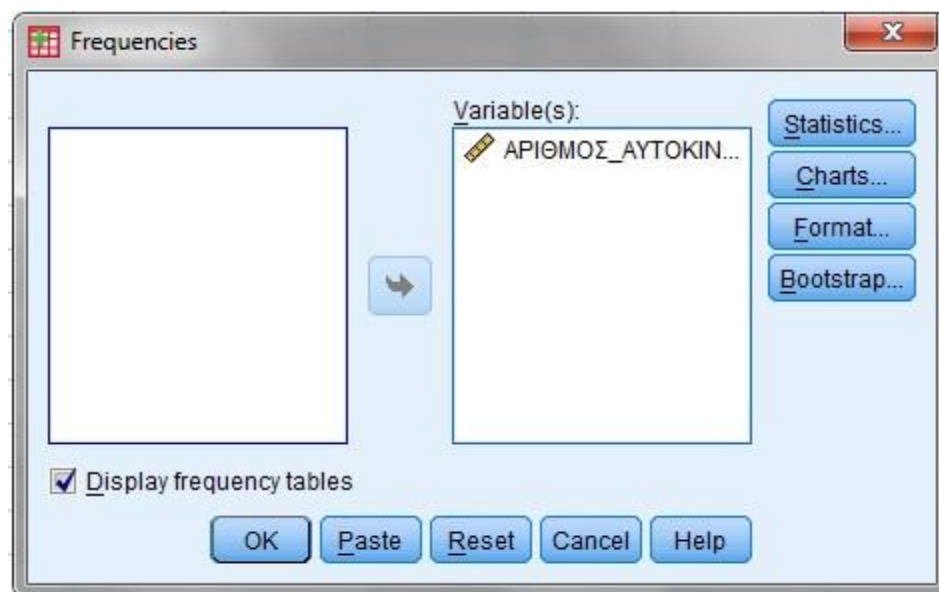 Frequencies
Variable(s):
ΑΡΙΘΜΟΣ_ΑΥΤΟΚΙΝ...
Statistics...
Charts...
Format...
Bootstrap...
Display frequency tables
OK Paste Reset Cancel Help